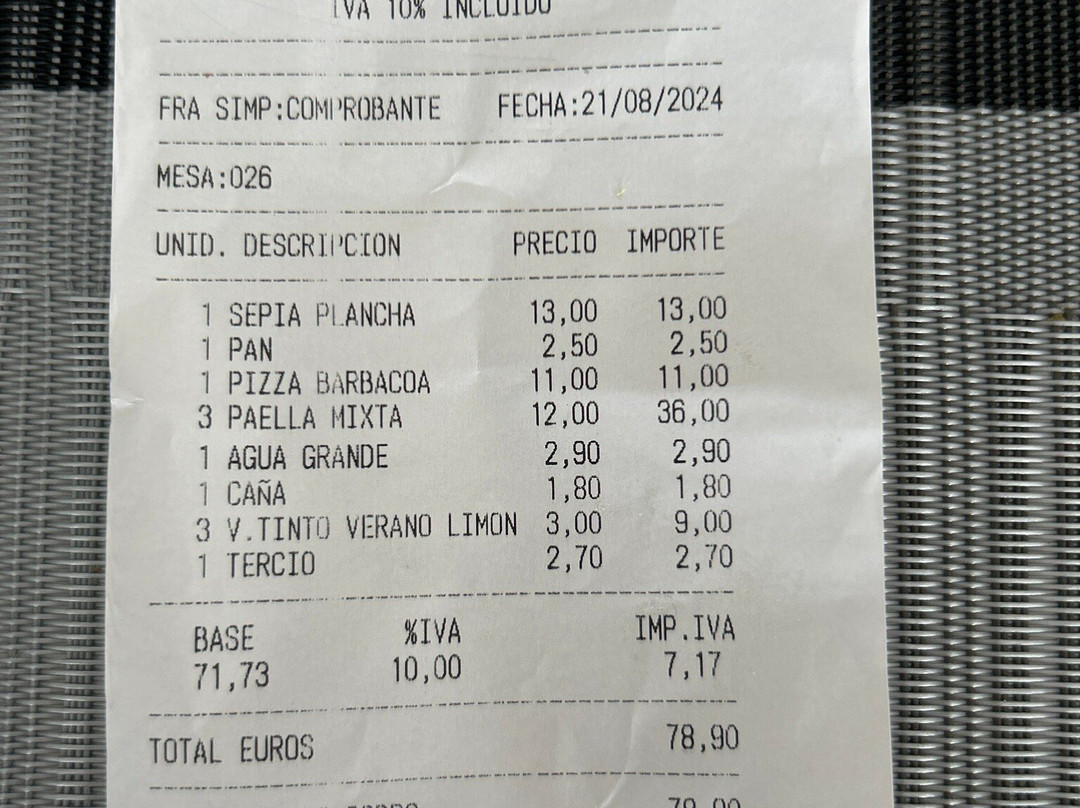 IVA 10% INCLUIDO
FRA SIMP:COMPROBANTE FECHA:21/08/2024
MESA:026
UNID. DESCRIPCION PRECIO IMPORTE
1 SEPIA PLANCHA 13,00 13,00
1 PAN 2,50 2,50
1 PIZZA BARBACOA 11,00 11,00
3 PAELLA MIXTA 12,00 36,00
1 AGUA GRANDE 2,90 2,90
1 CAÑA 1,80 1,80
3 V.TINTO VERANO LIMON 3,00 9,00
1 TERCIO 2,70 2,70
BASE %IVA IMP.IVA
71,73 10,00 7,17
TOTAL EUROS 78,90